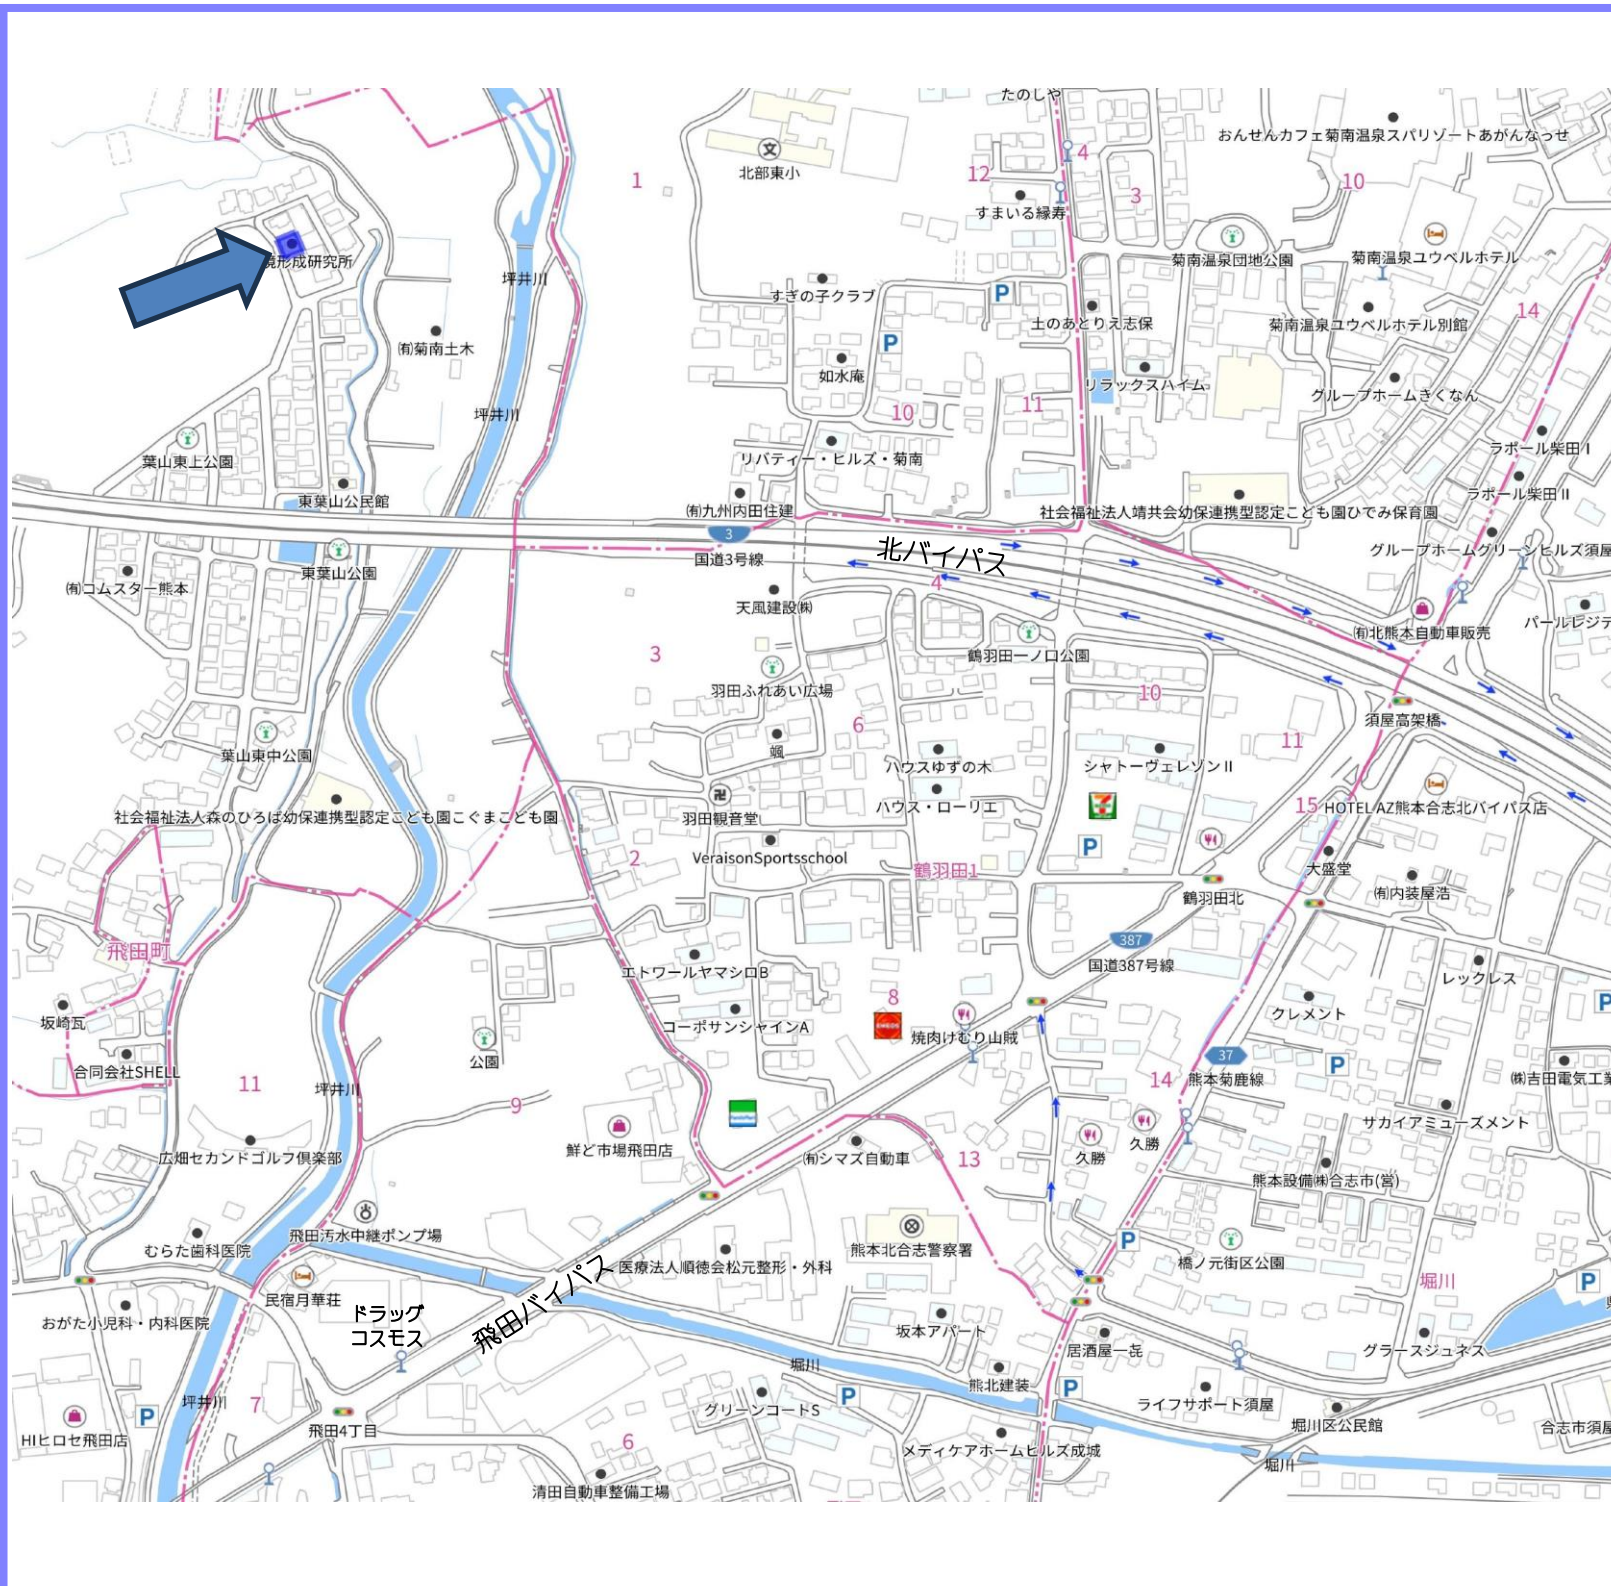 たのしや
おんせんカフェ菊南温泉スパリゾートあがんなっせ
4
12
北部東小
1
10
3
すまいる縁寿
菊南温泉団地公園
菊南温泉ユウベルホテル
境形成研究所
坪井川
すぎの子クラブ
P
土のあとりえ志保
菊南温泉ユウベルホテル別館
14
㈲菊南土木
P
如水庵
リラックスハイム
グループホームきくなん
坪井川
10
11
葉山東上公園
リバティー・ヒルズ・菊南
ラポール柴田Ⅰ
東葉山公民館
ラポール柴田Ⅱ
㈲九州内田住建
社会福祉法人靖共会幼保連携型認定こども園ひでみ保育園
3
国道3号線
北バイパス
グループホームグリーンヒルズ須屋
東葉山公園
㈲コムスター熊本
4
天風建設㈱
㈲北熊本自動車販売
パールレジデ
3
鶴羽田一ノ口公園
羽田ふれあい広場
10
6
須屋高架橋
葉山東中公園
颯
11
ハウスゆずの木
シャトーヴェレゾンⅡ
社会福祉法人森のひろば幼保連携型認定こども園こぐまこども園
羽田観音堂
ハウス・ローリエ
15
HOTEL AZ熊本合志北バイパス店
P
2
VeraisonSportsschool
鶴羽田1
大盛堂
鶴羽田北
㈲内装屋浩
飛田町
387
国道387号線
エトワールヤマシロB
レックレス
坂崎瓦
8
コーポサンシャインA
ENEOS
焼肉けむり山賊
クレメント
P
公園
合同会社SHELL
11
坪井川
9
37
熊本菊鹿線
14
P
㈱吉田電気工業
FamilyMart
サカイアミューズメント
鮮ど市場飛田店
㈲シマズ自動車
13
久勝
久勝
広畑セカンドゴルフ倶楽部
熊本設備㈱合志市(営)
むらた歯科医院
飛田汚水中継ポンプ場
熊本北合志警察署
P
橋ノ元街区公園
医療法人順徳会松元整形・外科
飛田バイパス
堀川
P
民宿月華荘
おがた小児科・内科医院
ドラッグ
コスモス
坂本アパート
居酒屋一㐂
グラースジュネス
堀川
熊北建装
P
坪井川
7
P
グリーンコートS
P
ライフサポート須屋
HIヒロセ飛田店
飛田4丁目
6
メディケアホームヒルズ成城
堀川区公民館
合志市須屋
堀川
清田自動車整備工場